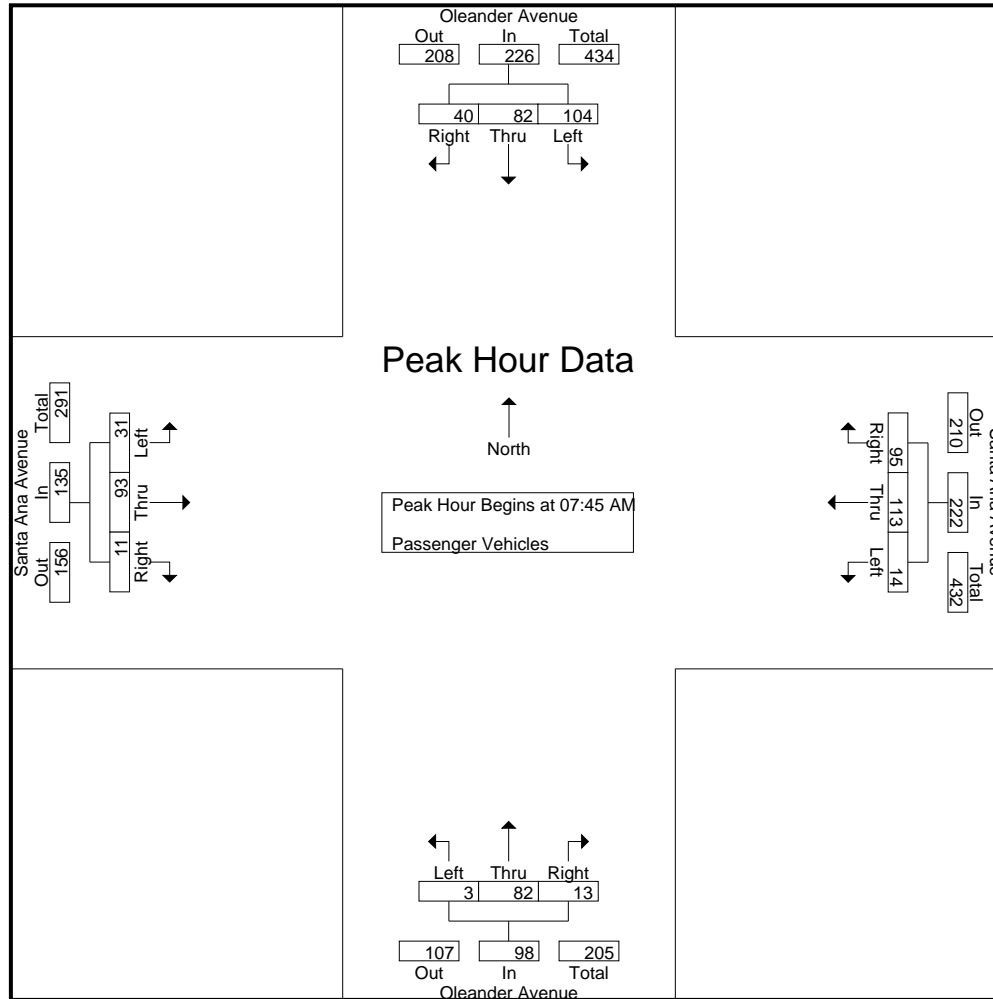 Oleander Avenue
Out In Total
208 226 434
40 82 104
Right Thru Left
Peak Hour Data
North
Peak Hour Begins at 07:45 AM
Passenger Vehicles
Santa Ana Avenue
Out In Total
156 135 291
31 93 11
Left Thru Right
Right Thru Left
95 113 14
Out In Total
210 222 432
Left Thru Right
3 82 13
107 98 205
Out In Total
Oleander Avenue